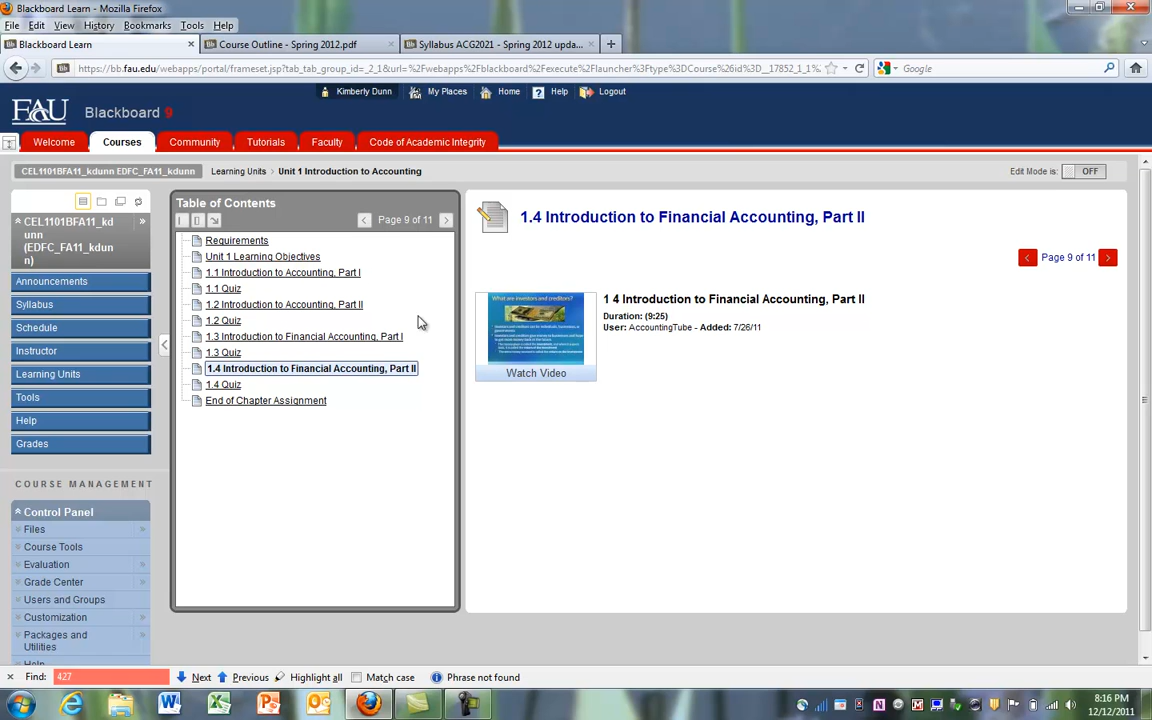 Blackboard Learn - Mozilla Firefox
File Edit View History Bookmarks Tools Help
Blackboard Learn × Course Outline - Spring 2012.pdf × Syllabus ACG2021 - Spring 2012 upda... × +
https://bb.fau.edu/webapps/portal/frameset.jsp?tab_tab_group_id=_2_1&url=%2Fwebapps%2Fblackboard%2Fexecute%2Flauncher%3Ftype%3DCourse%26id%3D_17852_1_1%. Google
Kimberly Dunn My Places Home Help Logout
FAU Blackboard 9
Welcome Courses Community Tutorials Faculty Code of Academic Integrity
CEL1101BFA11_kdunn EDFC_FA11_kdunn Learning Units > Unit 1 Introduction to Accounting Edit Mode is: OFF
CEL1101BFA11_kd
unn
(EDFC_FA11_kdun
n)
Announcements
Syllabus
Schedule
Instructor
Learning Units
Tools
Help
Grades
COURSE MANAGEMENT
Control Panel
Files
Course Tools
Evaluation
Grade Center
Users and Groups
Customization
Packages and
Utilities
Help
Table of Contents
Page 9 of 11
Requirements
Unit 1 Learning Objectives
1.1 Introduction to Accounting, Part I
1.1 Quiz
1.2 Introduction to Accounting, Part II
1.2 Quiz
1.3 Introduction to Financial Accounting, Part I
1.3 Quiz
1.4 Introduction to Financial Accounting, Part II
1.4 Quiz
End of Chapter Assignment
1.4 Introduction to Financial Accounting, Part II
< Page 9 of 11 >
What are investors and creditors?
Watch Video
1 4 Introduction to Financial Accounting, Part II
Duration: (9:25)
User: AccountingTube - Added: 7/26/11
× Find: 427 Next Previous Highlight all Match case Phrase not found
8:16 PM
12/12/2011